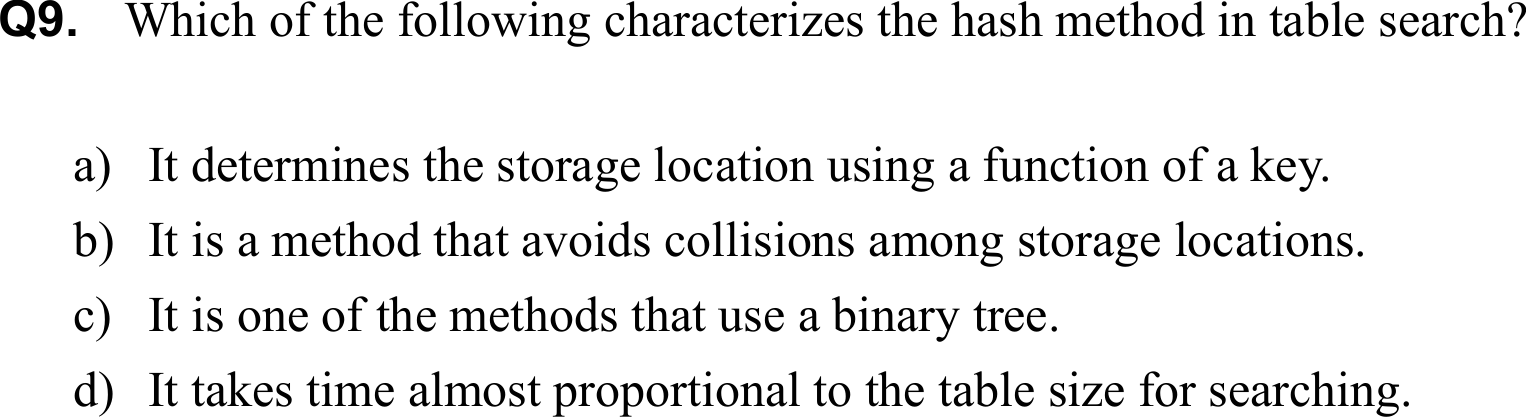 Q9. Which of the following characterizes the hash method in table search?
a) It determines the storage location using a function of a key.
b) It is a method that avoids collisions among storage locations.
c) It is one of the methods that use a binary tree.
d) It takes time almost proportional to the table size for searching.